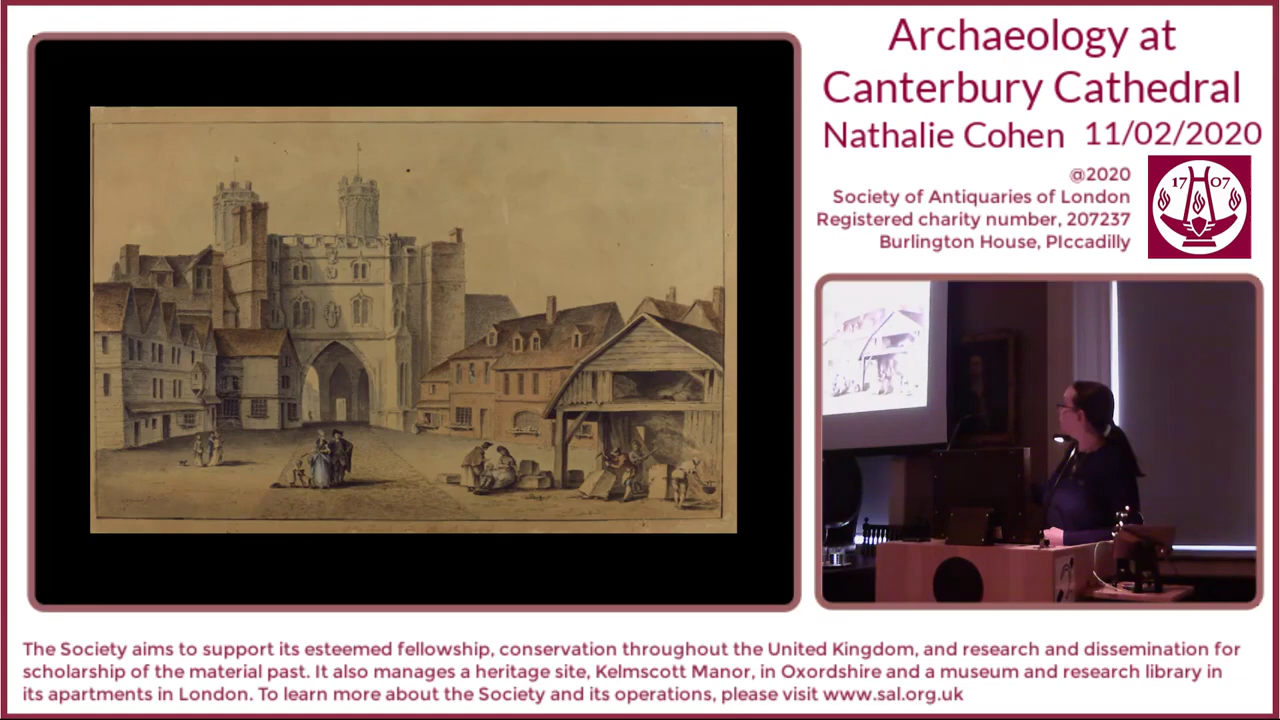 Archaeology at
Canterbury Cathedral
Nathalie Cohen 11/02/2020
@2020
Society of Antiquaries of London
Registered charity number, 207237
Burlington House, PIccadilly
17 07
The Society aims to support its esteemed fellowship, conservation throughout the United Kingdom, and research and dissemination for
scholarship of the material past. It also manages a heritage site, Kelmscott Manor, in Oxordshire and a museum and research library in
its apartments in London. To learn more about the Society and its operations, please visit www.sal.org.uk